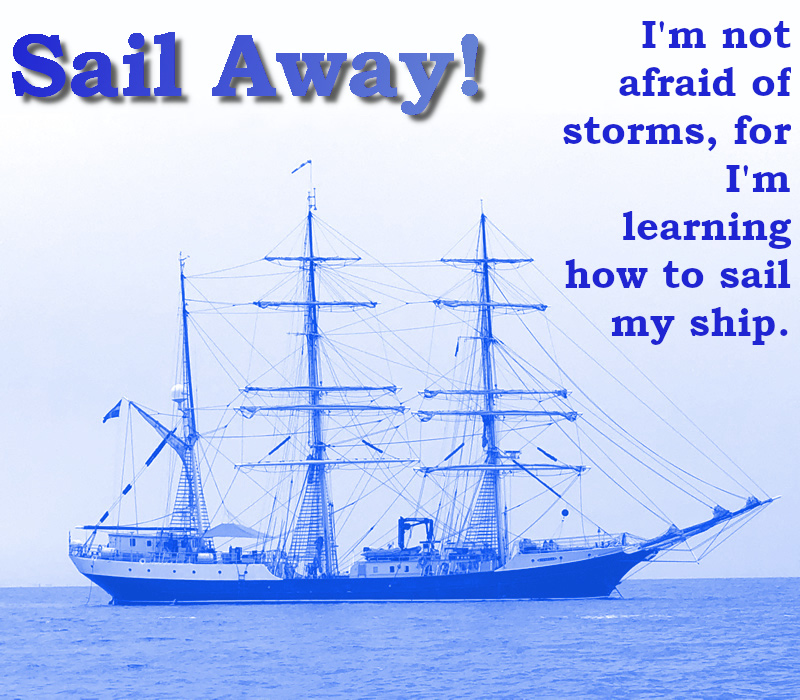 Sail Away!
I'm not
afraid of
storms, for
I'm
learning
how to sail
my ship.